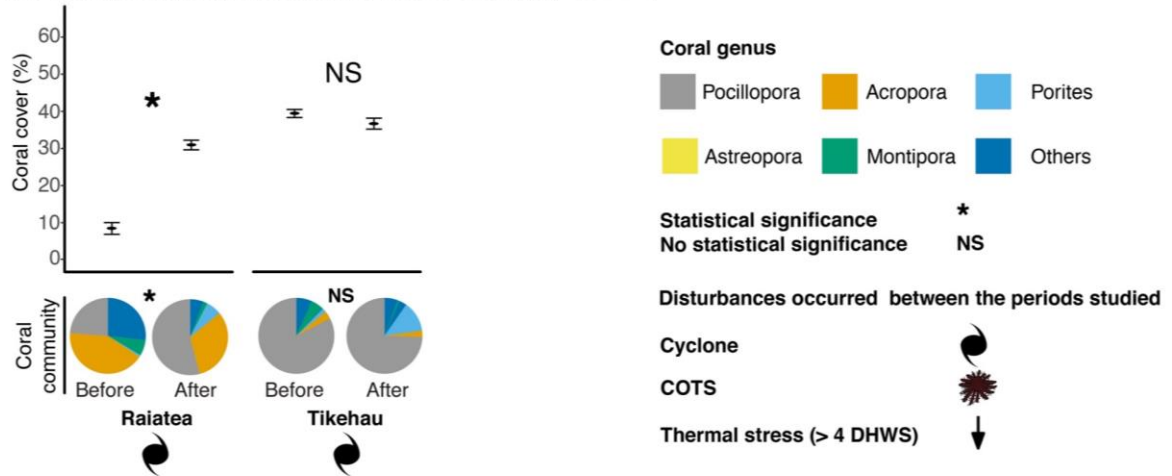 60
50
40
30
20
10
0
Coral cover (%)
*
NS
Coral community
*
NS
Before
After
Before
After
Raiatea
Tikehau
Coral genus
Pocillopora
Acropora
Porites
Astreopora
Montipora
Others
Statistical significance *
No statistical significance NS
Disturbances occurred between the periods studied
Cyclone
COTS
Thermal stress (> 4 DHWS)